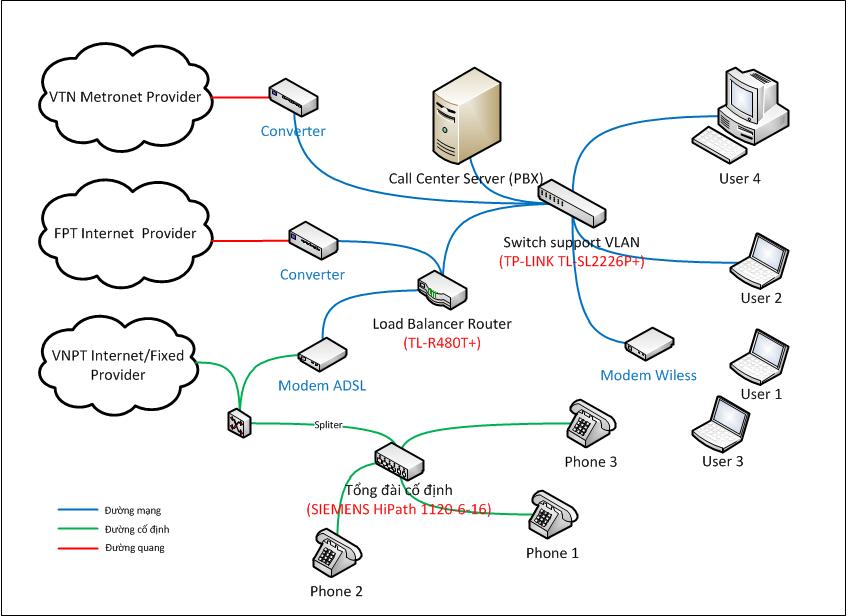 VTN Metronet Provider
Converter
Call Center Server (PBX)
User 4
FPT Internet  Provider
Converter
Switch support VLAN
(TP-LINK TL-SL2226P+)
User 2
Load Balancer Router
(TL-R480T+)
VNPT Internet/Fixed
Provider
Modem ADSL
Modem Wiless
User 1
Spliter
Phone 3
User 3
Tổng đài cố định
(SIEMENS HiPath 1120-6-16)
Phone 1
Phone 2
Đường mạng
Đường cố định
Đường quang